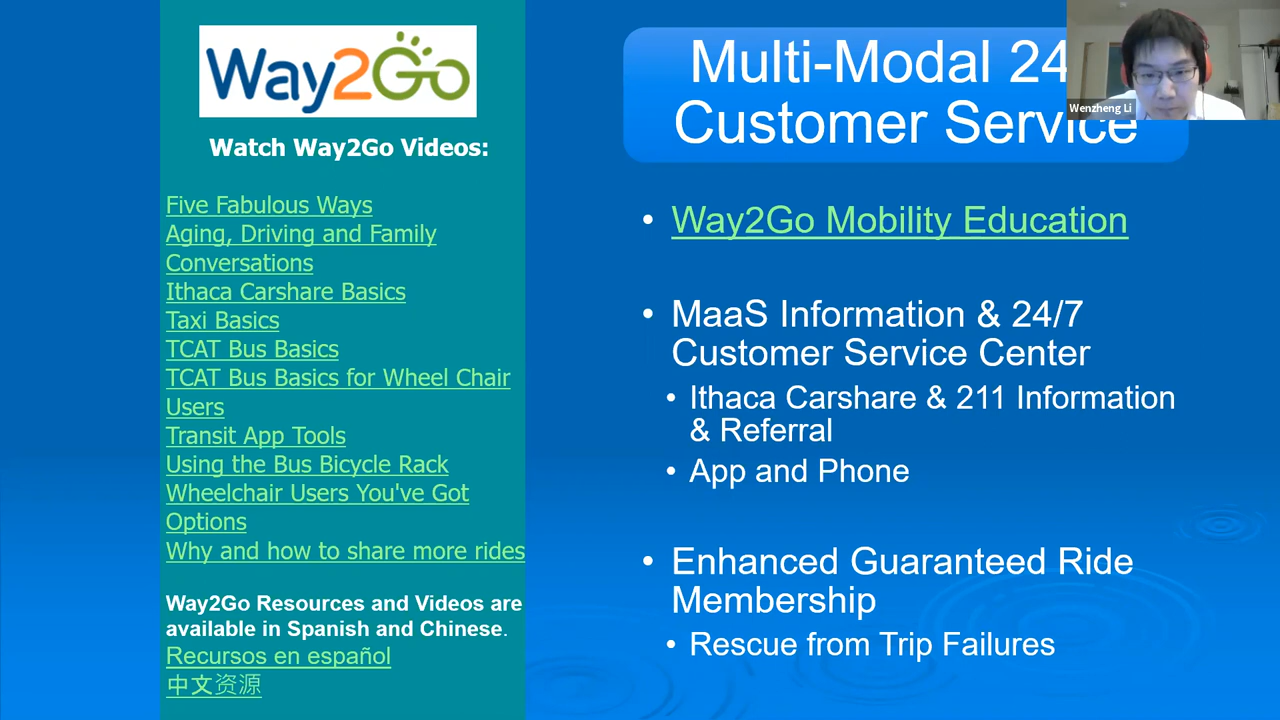 Way2Go
Watch Way2Go Videos:
Five Fabulous Ways
Aging, Driving and Family
Conversations
Ithaca Carshare Basics
Taxi Basics
TCAT Bus Basics
TCAT Bus Basics for Wheel Chair
Users
Transit App Tools
Using the Bus Bicycle Rack
Wheelchair Users You've Got
Options
Why and how to share more rides
Way2Go Resources and Videos are
available in Spanish and Chinese.
Recursos en español
中文资源
Multi-Modal 24
Customer Service
• Way2Go Mobility Education
• MaaS Information & 24/7
Customer Service Center
• Ithaca Carshare & 211 Information
& Referral
• App and Phone
• Enhanced Guaranteed Ride
Membership
• Rescue from Trip Failures
Wenzheng Li